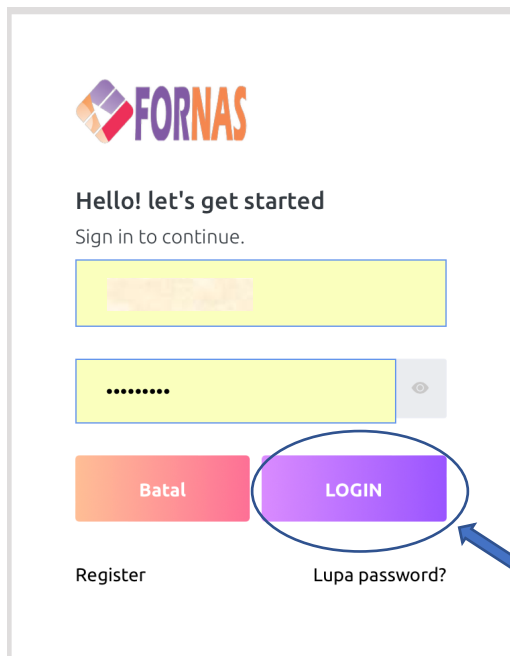 FORNAS
Hello! let's get started
Sign in to continue.
•••••••••
Batal LOGIN
Register Lupa password?